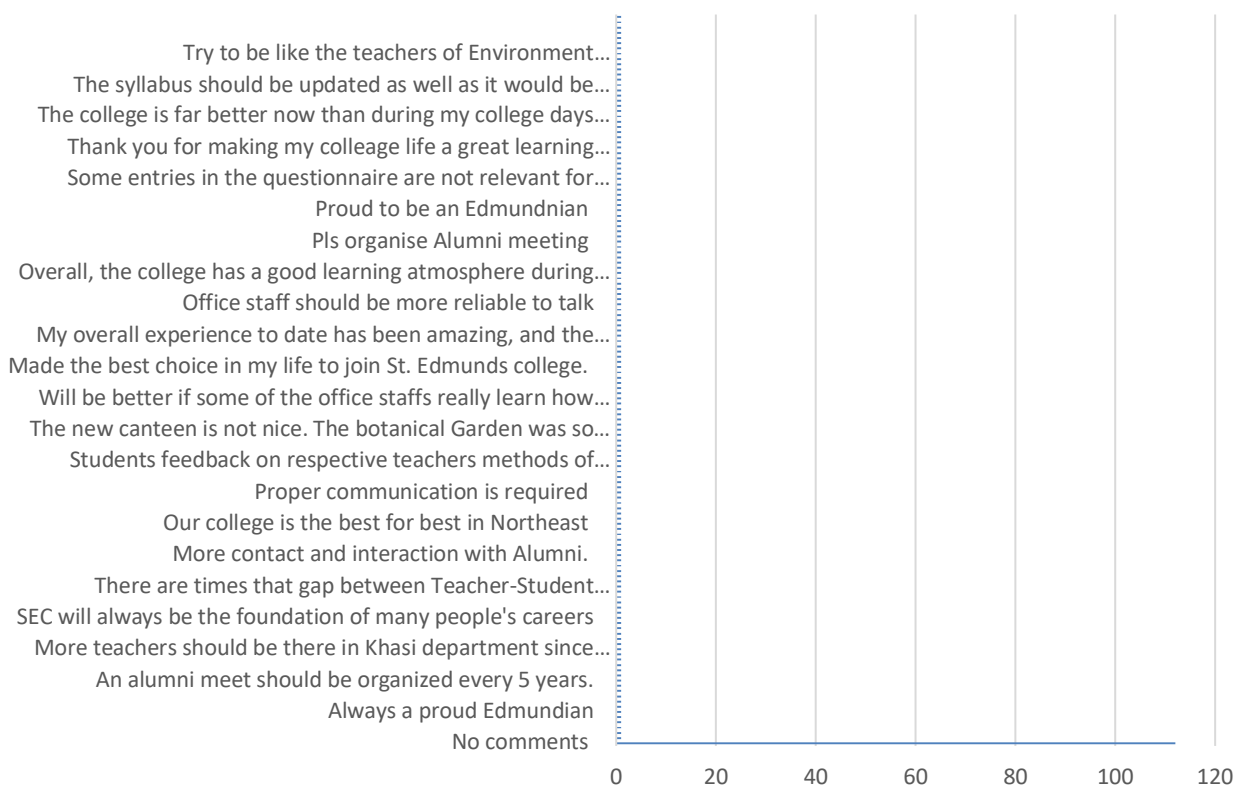 Try to be like the teachers of Environment...
The syllabus should be updated as well as it would be...
The college is far better now than during my college days...
Thank you for making my colleage life a great learning...
Some entries in the questionnaire are not relevant for...
Proud to be an Edmundnian
Pls organise Alumni meeting
Overall, the college has a good learning atmosphere during...
Office staff should be more reliable to talk
My overall experience to date has been amazing, and the...
Made the best choice in my life to join St. Edmunds college.
Will be better if some of the office staffs really learn how...
The new canteen is not nice. The botanical Garden was so...
Students feedback on respective teachers methods of...
Proper communication is required
Our college is the best for best in Northeast
More contact and interaction with Alumni.
There are times that gap between Teacher-Student...
SEC will always be the foundation of many people's careers
More teachers should be there in Khasi department since...
An alumni meet should be organized every 5 years.
Always a proud Edmundian
No comments
0 20 40 60 80 100 120